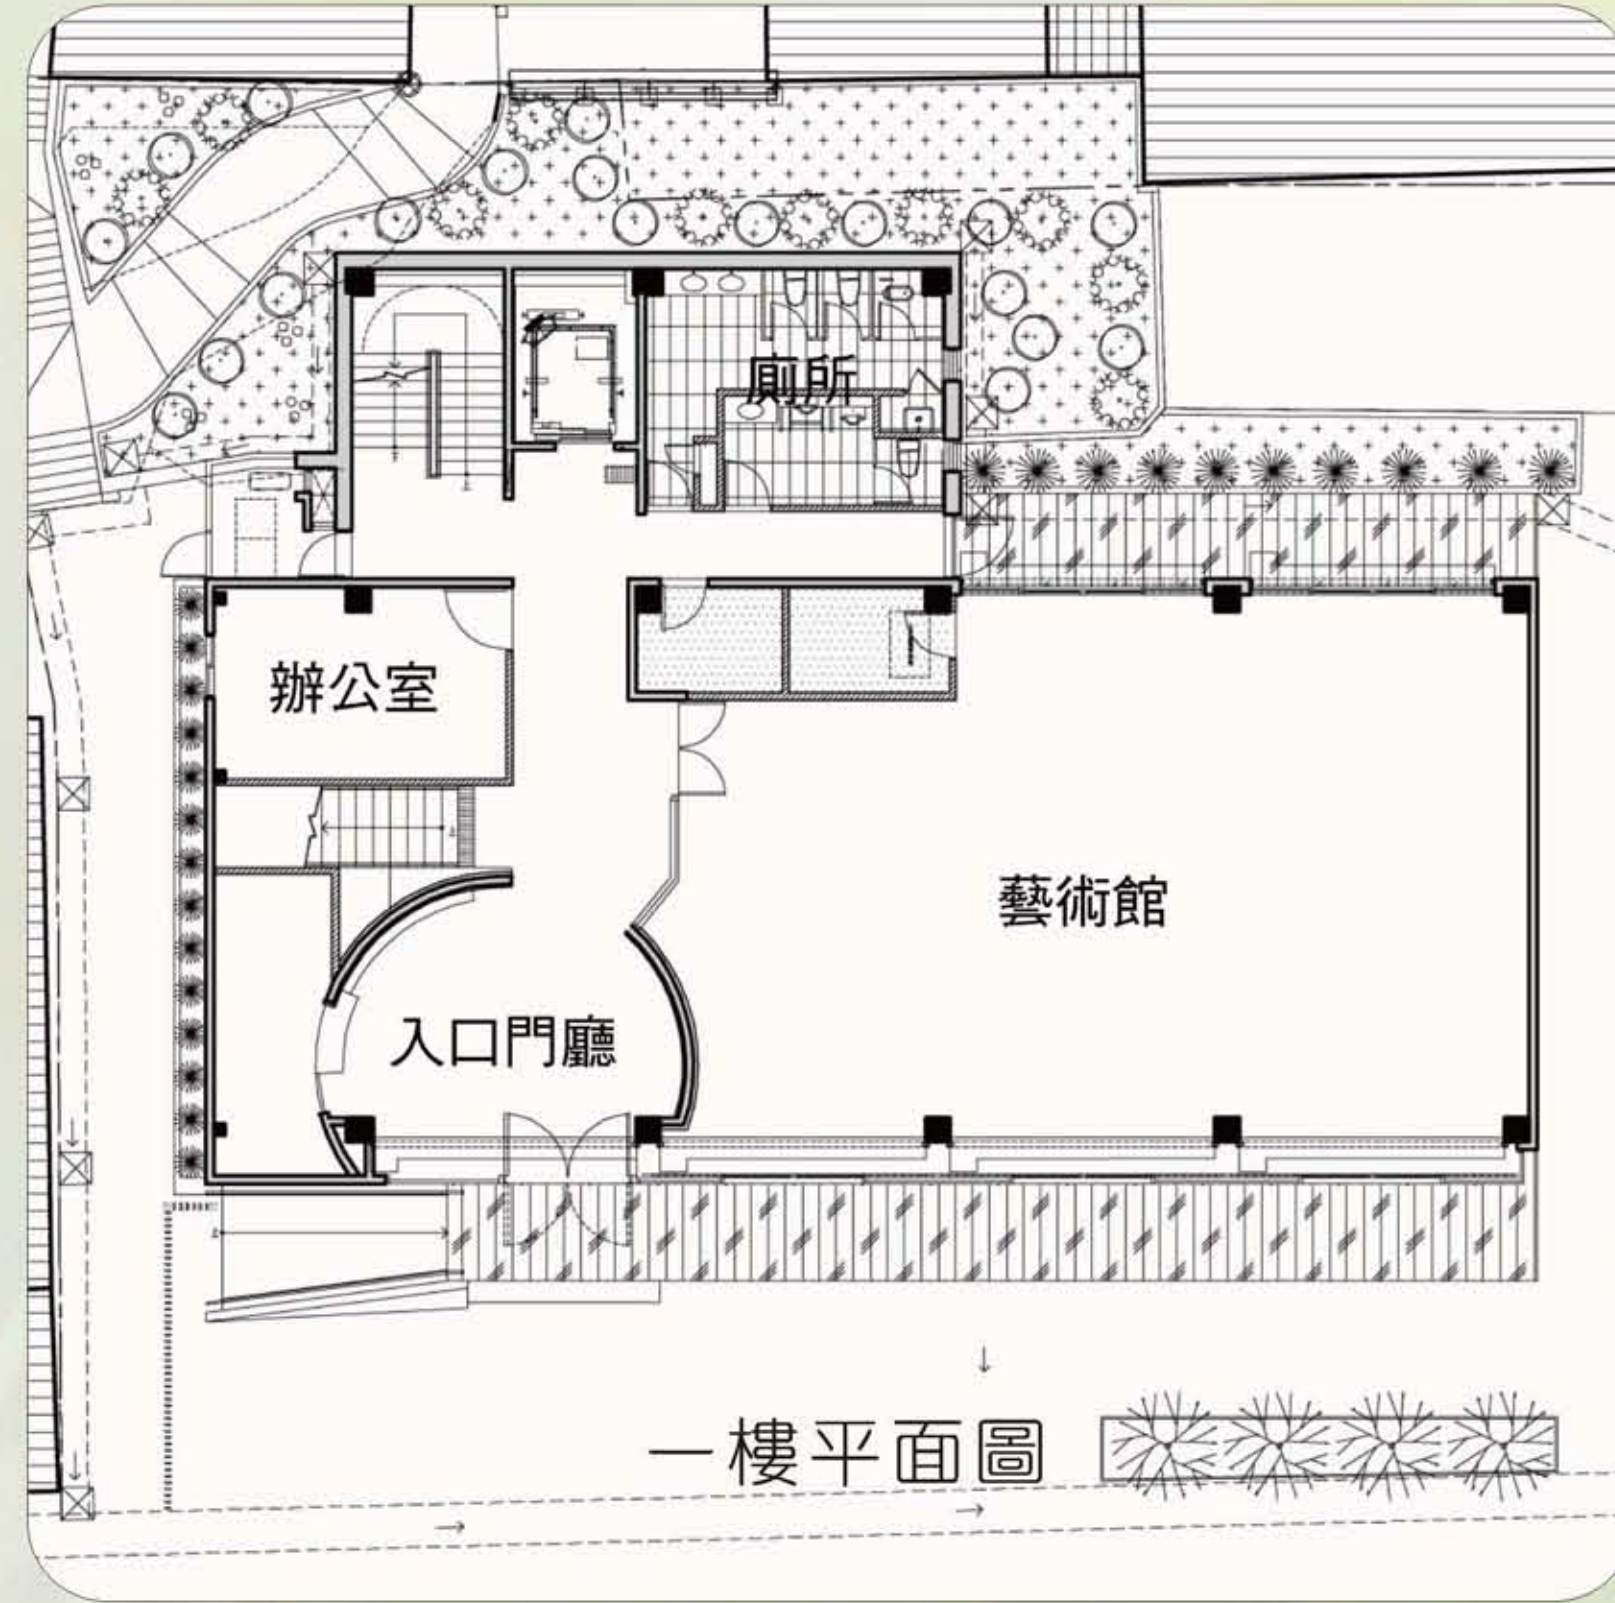 廁所
辦公室
藝術館
入口門廳
一樓平面圖